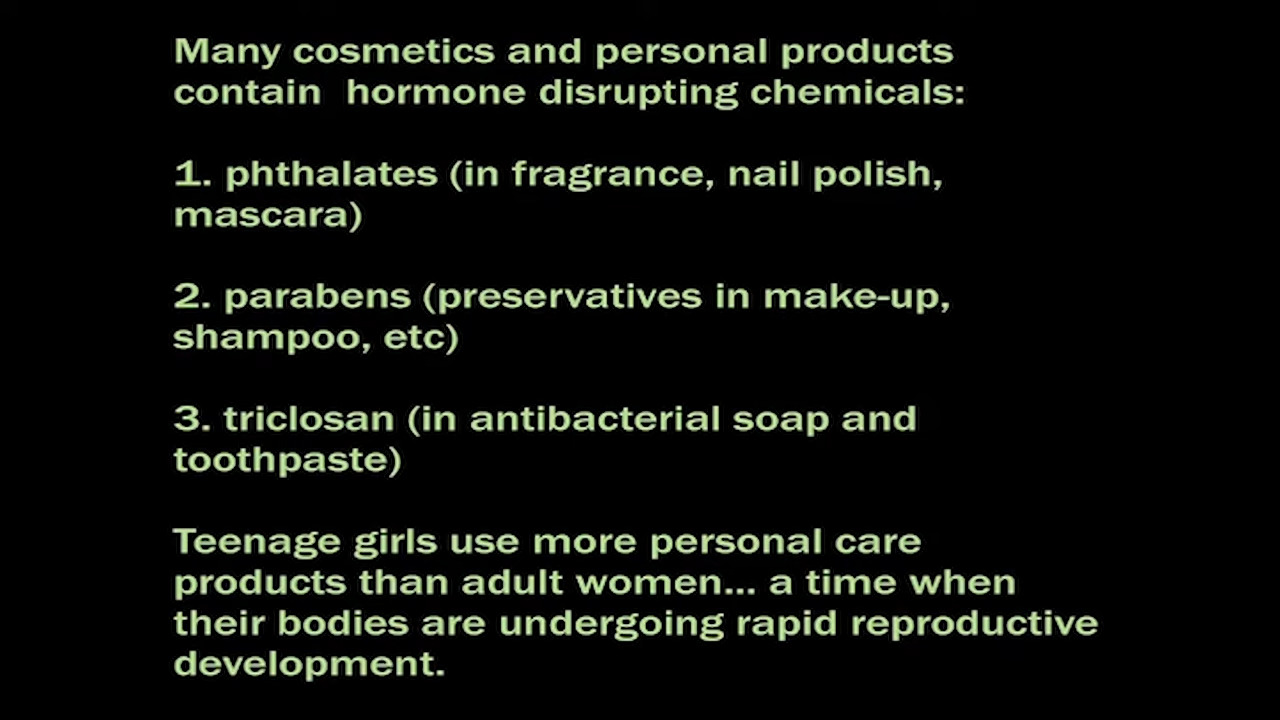 Many cosmetics and personal products
contain  hormone disrupting chemicals:
1. phthalates (in fragrance, nail polish,
mascara)
2. parabens (preservatives in make-up,
shampoo, etc)
3. triclosan (in antibacterial soap and
toothpaste)
Teenage girls use more personal care
products than adult women... a time when
their bodies are undergoing rapid reproductive
development.